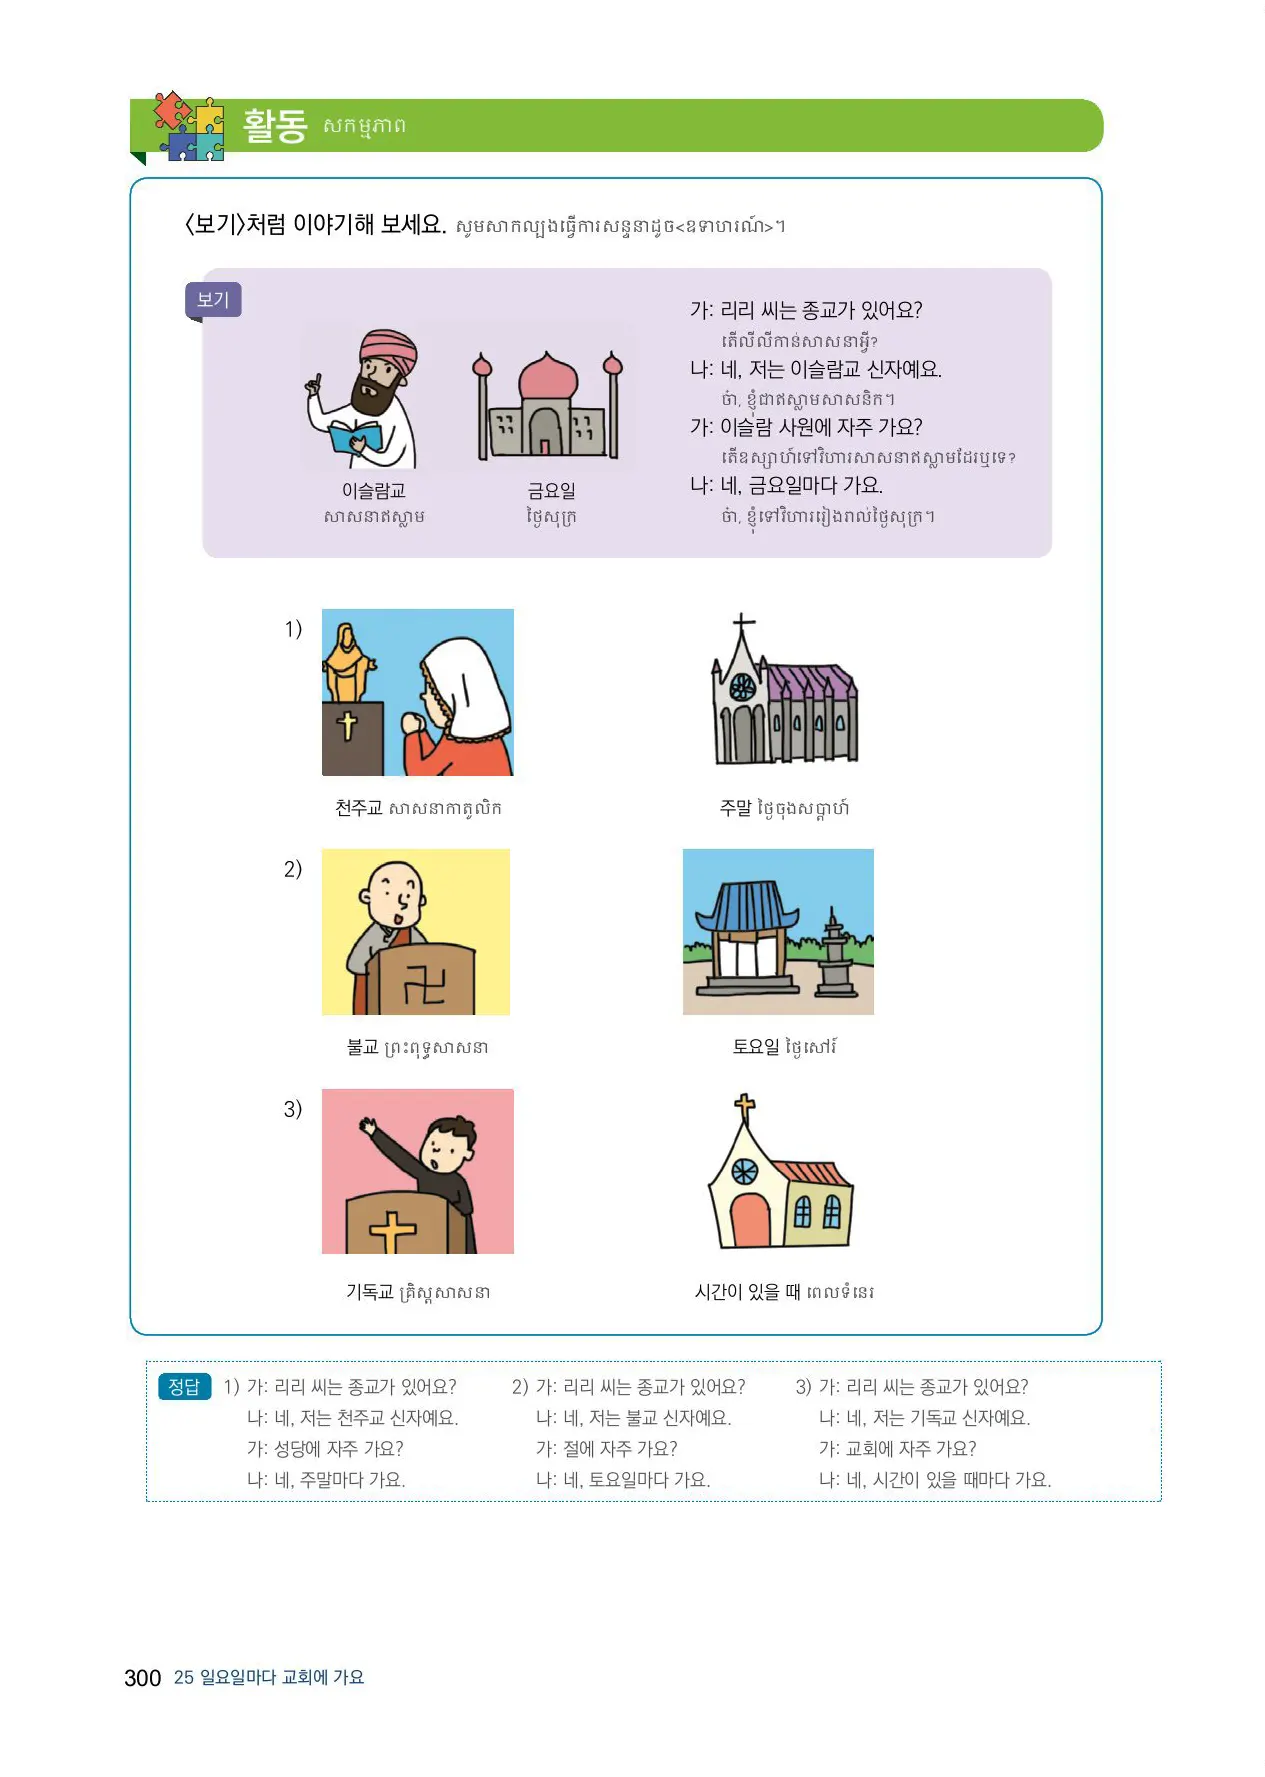 활동 សកម្មភាព
〈보기〉처럼 이야기해 보세요. សូមសាកល្បងធ្វើការសន្ទនាដូច<ឧទាហរណ៍>។
보기
가: 리리 씨는 종교가 있어요?
តើលីលីកាន់សាសនាអ្វី?
나: 네, 저는 이슬람교 신자예요.
ច៎ា, ខ្ញុំជាឥស្លាមសាសនិក។
가: 이슬람 사원에 자주 가요?
តើឧស្សាហ៍ទៅវិហារសាសនាឥស្លាមដែរឬទេ?
나: 네, 금요일마다 가요.
ច៎ា, ខ្ញុំទៅវិហាររៀងរាល់ថ្ងៃសុក្រ។
이슬람교 금요일
សាសនាឥស្លាម ថ្ងៃសុក្រ
1)
천주교 សាសនាកាតូលិក 주말 ថ្ងៃចុងសប្ដាហ៍
2)
불교 ព្រះពុទ្ធសាសនា 토요일 ថ្ងៃសៅរ៍
3)
기독교 គ្រិស្តសាសនា 시간이 있을 때 ពេលទំនេរ
정답
1) 가: 리리 씨는 종교가 있어요?
나: 네, 저는 천주교 신자예요.
가: 성당에 자주 가요?
나: 네, 주말마다 가요.
2) 가: 리리 씨는 종교가 있어요?
나: 네, 저는 불교 신자예요.
가: 절에 자주 가요?
나: 네, 토요일마다 가요.
3) 가: 리리 씨는 종교가 있어요?
나: 네, 저는 기독교 신자예요.
가: 교회에 자주 가요?
나: 네, 시간이 있을 때마다 가요.
300 25 일요일마다 교회에 가요